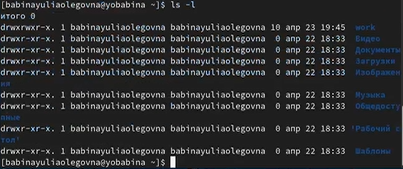 [babinayuliaolegovna@yobabina ~]$ ls -l
итого 0
drwxrwxr-x. 1 babinayuliaolegovna babinayuliaolegovna 10 апр 23 19:45  work
drwxr-xr-x. 1 babinayuliaolegovna babinayuliaolegovna  0 апр 22 18:33  Видео
drwxr-xr-x. 1 babinayuliaolegovna babinayuliaolegovna  0 апр 22 18:33  Документы
drwxr-xr-x. 1 babinayuliaolegovna babinayuliaolegovna  0 апр 22 18:33  Загрузки
drwxr-xr-x. 1 babinayuliaolegovna babinayuliaolegovna  0 апр 22 18:33  Изображен
ия
drwxr-xr-x. 1 babinayuliaolegovna babinayuliaolegovna  0 апр 22 18:33  Музыка
drwxr-xr-x. 1 babinayuliaolegovna babinayuliaolegovna  0 апр 22 18:33  Общедоступ
ные
drwxr-xr-x. 1 babinayuliaolegovna babinayuliaolegovna  0 апр 22 18:33 'Рабочий с
тол'
drwxr-xr-x. 1 babinayuliaolegovna babinayuliaolegovna  0 апр 22 18:33  Шаблоны
[babinayuliaolegovna@yobabina ~]$